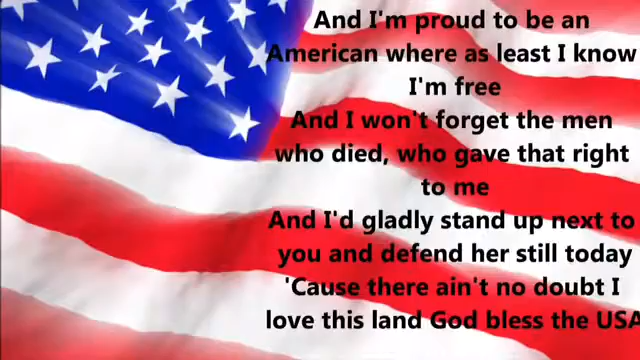 And I'm proud to be an
American where as least I know
I'm free
And I won't forget the men
who died, who gave that right
to me
And I'd gladly stand up next to
you and defend her still today
'Cause there ain't no doubt I
love this land God bless the USA